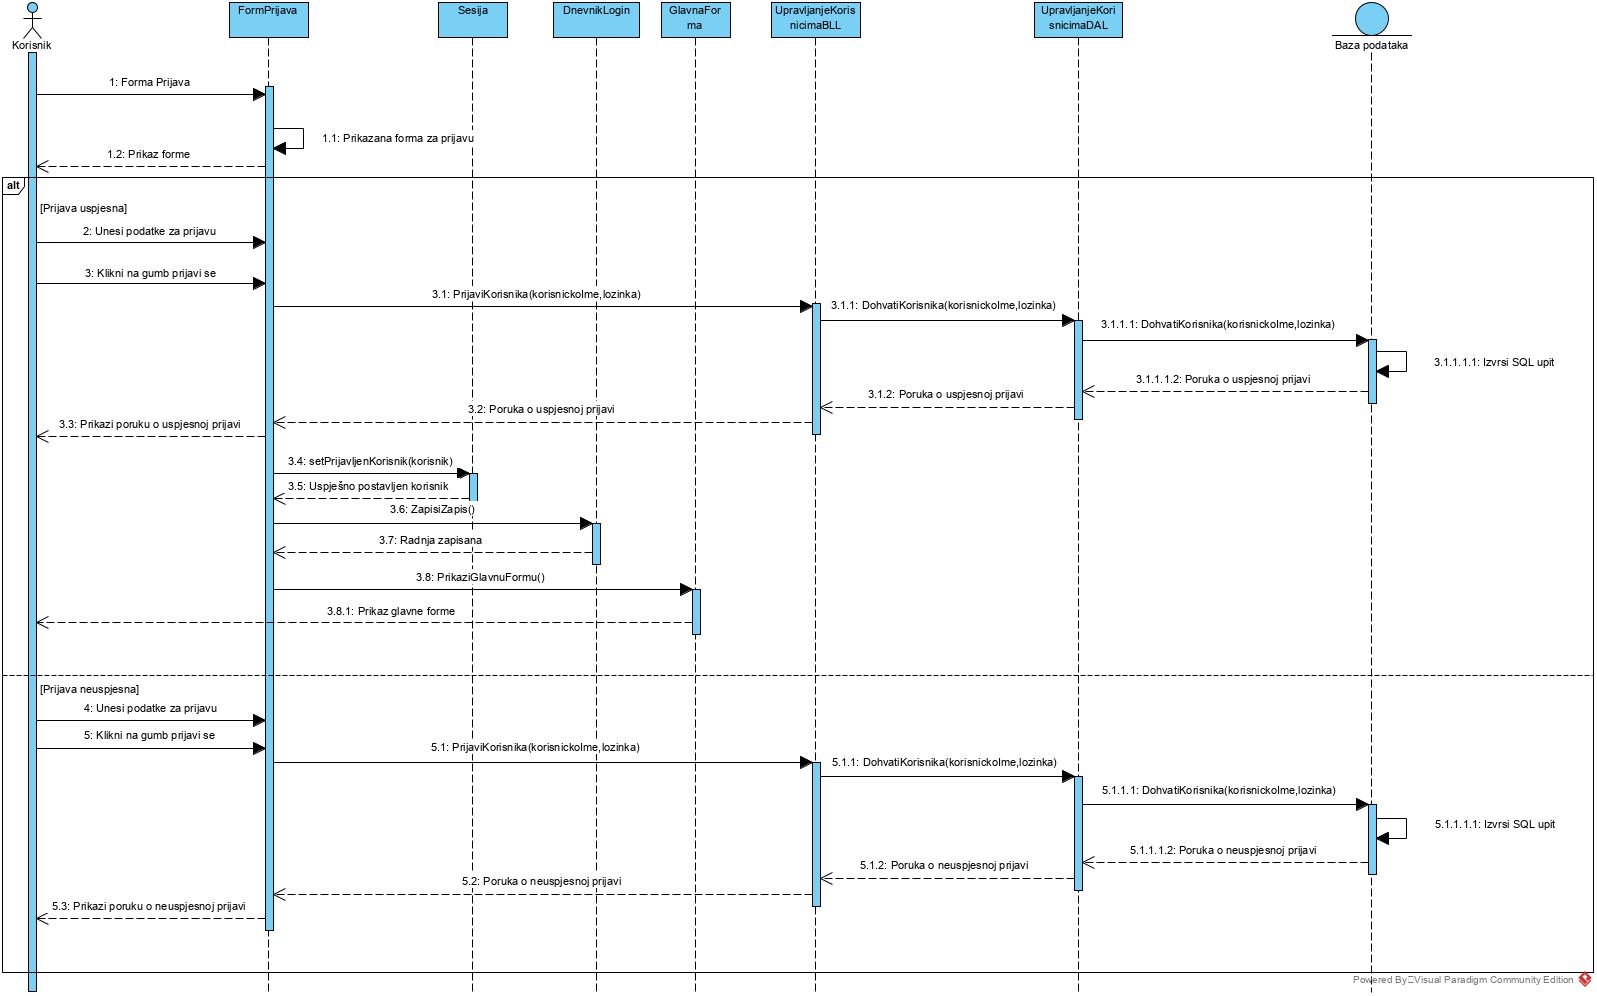 Korisnik
FormPrijava
Sesija
DnevnikLogin
GlavnaFor
ma
UpravljanjeKoris
nicimaBLL
UpravljanjeKori
snicimaDAL
Baza podataka
1: Forma Prijava
1.1: Prikazana forma za prijavu
1.2: Prikaz forme
alt
[Prijava uspjesna]
2: Unesi podatke za prijavu
3: Klikni na gumb prijavi se
3.1: PrijaviKorisnika(korisnickoIme,lozinka)
3.1.1: DohvatiKorisnika(korisnickoIme,lozinka)
3.1.1.1: DohvatiKorisnika(korisnickoIme,lozinka)
3.1.1.1.1: Izvrsi SQL upit
3.1.1.1.2: Poruka o uspjesnoj prijavi
3.1.2: Poruka o uspjesnoj prijavi
3.2: Poruka o uspjesnoj prijavi
3.3: Prikazi poruku o uspjesnoj prijavi
3.4: setPrijavljenKorisnik(korisnik)
3.5: Uspješno postavljen korisnik
3.6: ZapisiZapis()
3.7: Radnja zapisana
3.8: PrikaziGlavnuFormu()
3.8.1: Prikaz glavne forme
[Prijava neuspjesna]
4: Unesi podatke za prijavu
5: Klikni na gumb prijavi se
5.1: PrijaviKorisnika(korisnickoIme,lozinka)
5.1.1: DohvatiKorisnika(korisnickoIme,lozinka)
5.1.1.1: DohvatiKorisnika(korisnickoIme,lozinka)
5.1.1.1.1: Izvrsi SQL upit
5.1.1.1.2: Poruka o neuspjesnoj prijavi
5.1.2: Poruka o neuspjesnoj prijavi
5.2: Poruka o neuspjesnoj prijavi
5.3: Prikazi poruku o neuspjesnoj prijavi
Powered By Visual Paradigm Community Edition